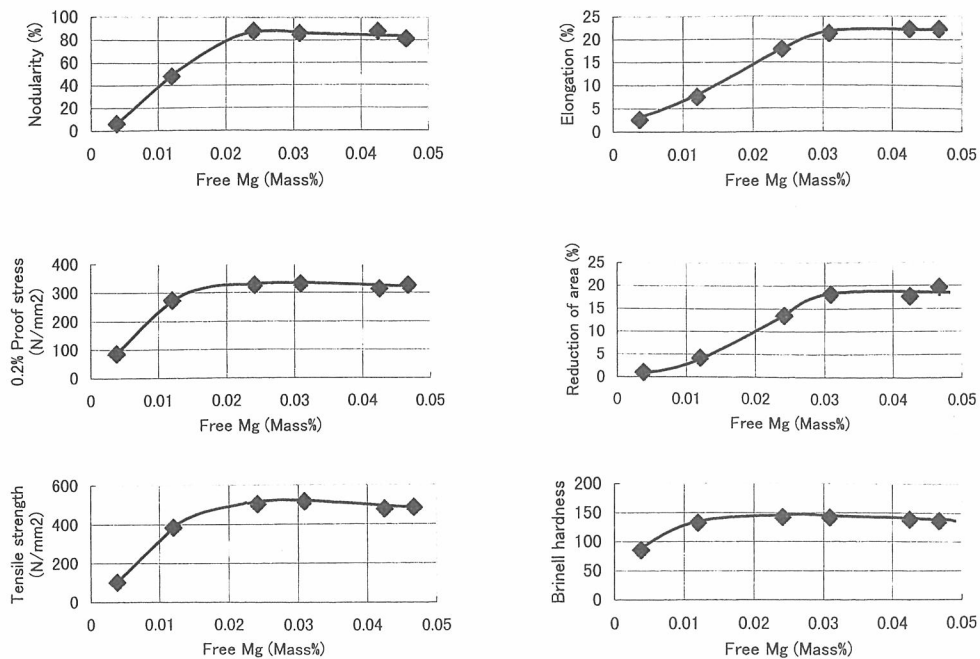 Nodularity (%)
100
80
60
40
20
0
0 0.01 0.02 0.03 0.04 0.05
Free Mg (Mass%)
Elongation (%)
25
20
15
10
5
0
0 0.01 0.02 0.03 0.04 0.05
Free Mg (Mass%)
0.2% Proof stress
(N/mm2)
400
300
200
100
0
0 0.01 0.02 0.03 0.04 0.05
Free Mg (Mass%)
Reduction of area (%)
25
20
15
10
5
0
0 0.01 0.02 0.03 0.04 0.05
Free Mg (Mass%)
Tensile strength
(N/mm2)
600
400
200
0
0 0.01 0.02 0.03 0.04 0.05
Free Mg (Mass%)
Brinell hardness
200
150
100
50
0
0 0.01 0.02 0.03 0.04 0.05
Free Mg (Mass%)